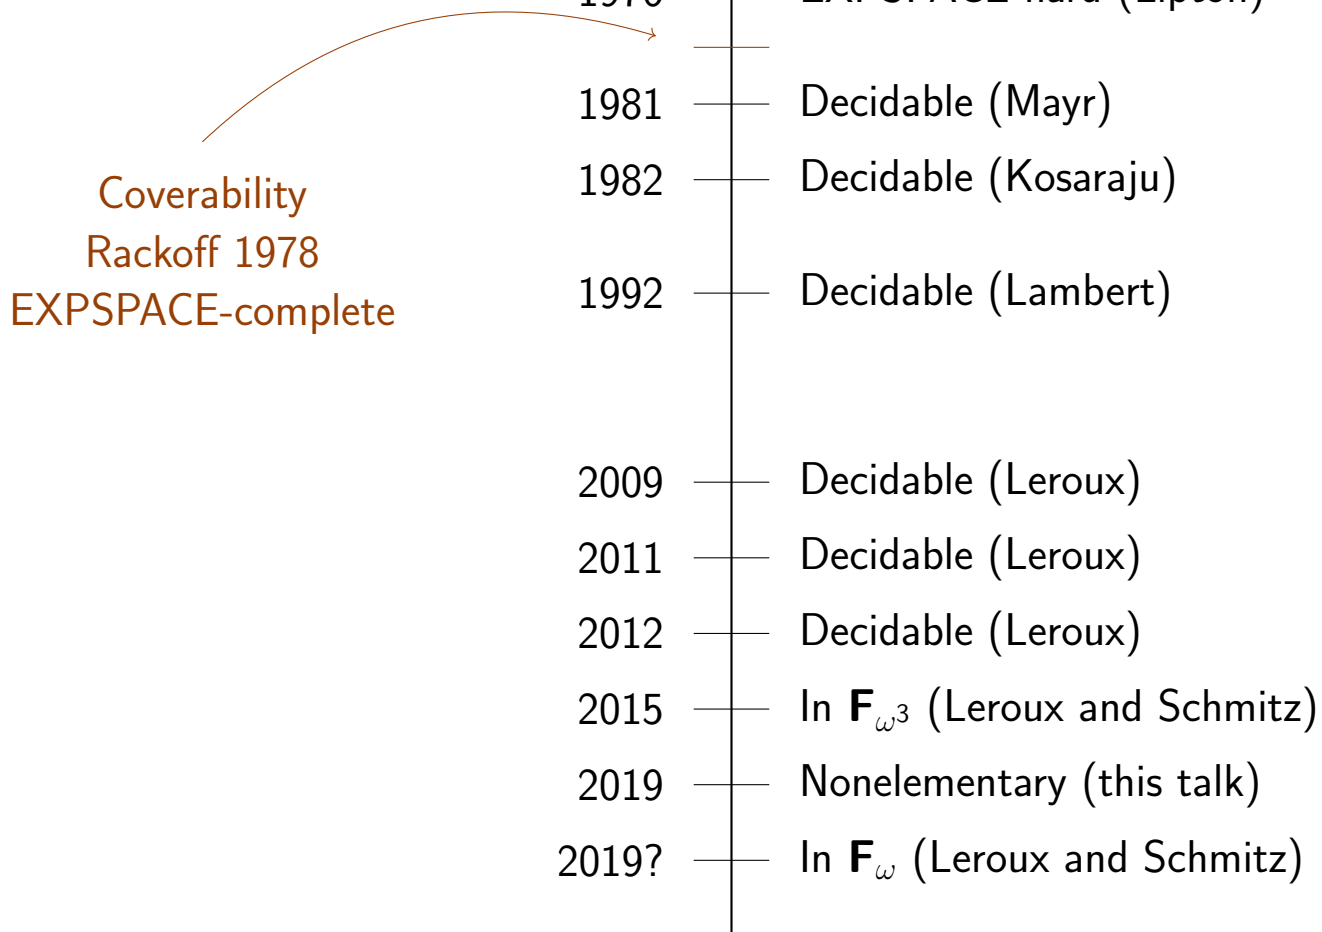 1981 Decidable (Mayr)
1982 Decidable (Kosaraju)
Coverability
Rackoff 1978
EXPSPACE-complete
1992 Decidable (Lambert)
2009 Decidable (Leroux)
2011 Decidable (Leroux)
2012 Decidable (Leroux)
2015 In F_ω³ (Leroux and Schmitz)
2019 Nonelementary (this talk)
2019? In F_ω (Leroux and Schmitz)